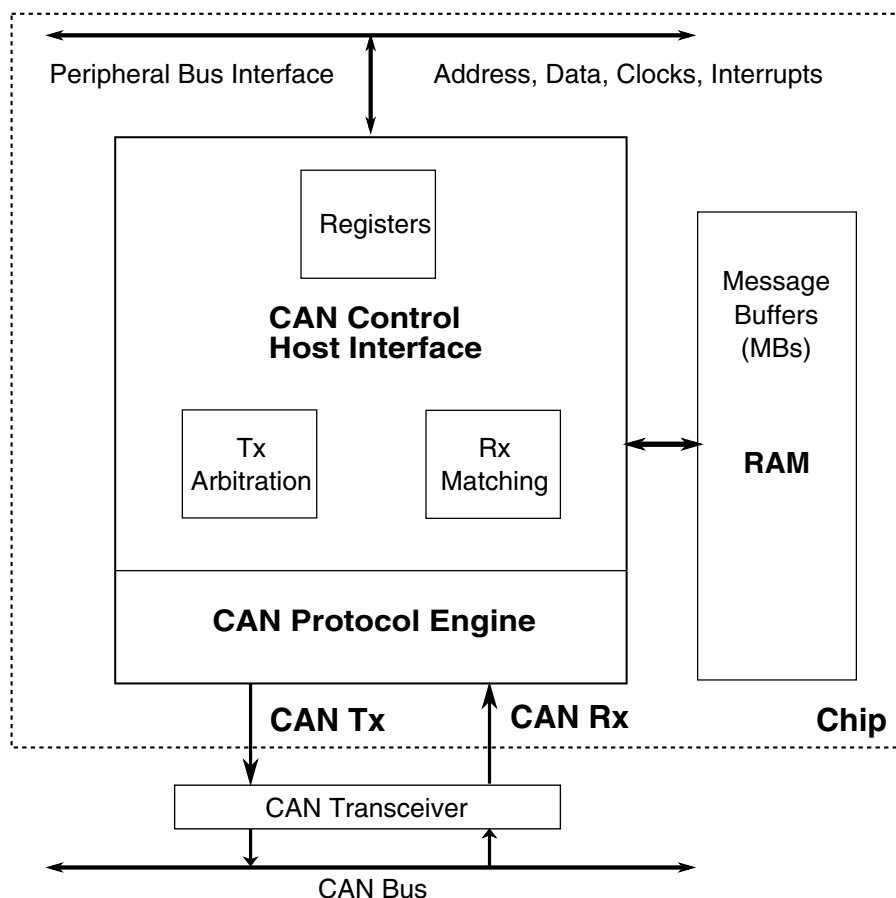 Peripheral Bus Interface
Address, Data, Clocks, Interrupts
Registers
CAN Control
Host Interface
Message
Buffers
(MBs)
Tx
Arbitration
Rx
Matching
RAM
CAN Protocol Engine
CAN Tx
CAN Rx
Chip
CAN Transceiver
CAN Bus